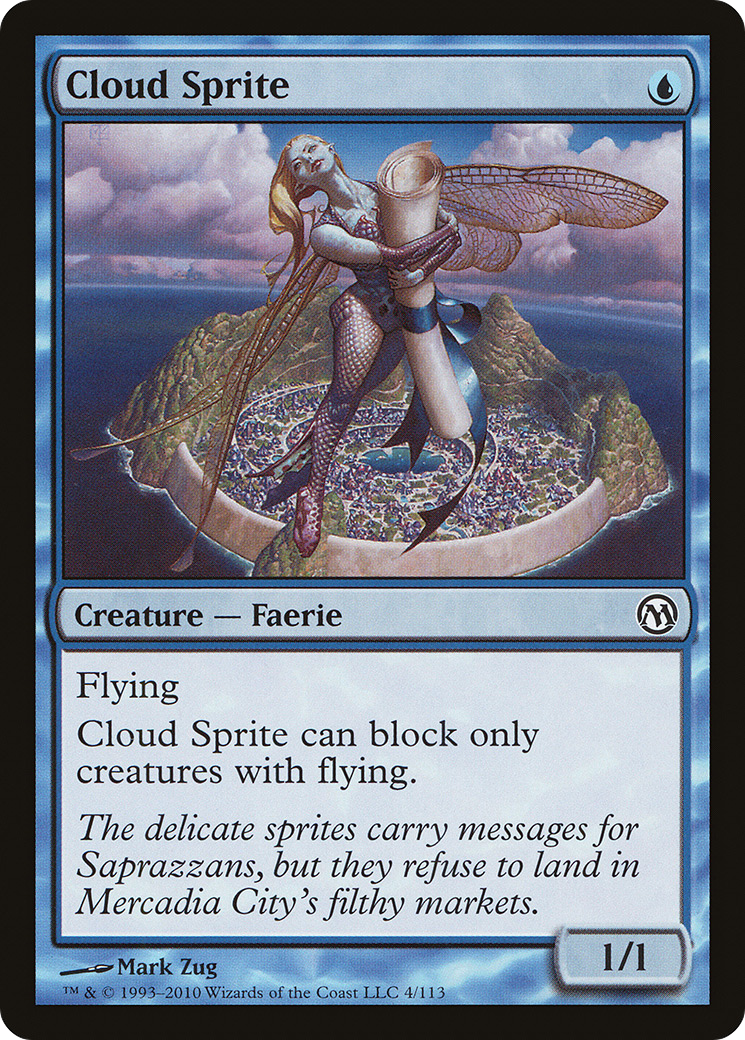 Cloud Sprite
Creature — Faerie
Flying
Cloud Sprite can block only
creatures with flying.
The delicate sprites carry messages for
Saprazzans, but they refuse to land in
Mercadia City's filthy markets.
1/1
Mark Zug
™ & © 1993–2010 Wizards of the Coast LLC 4/113